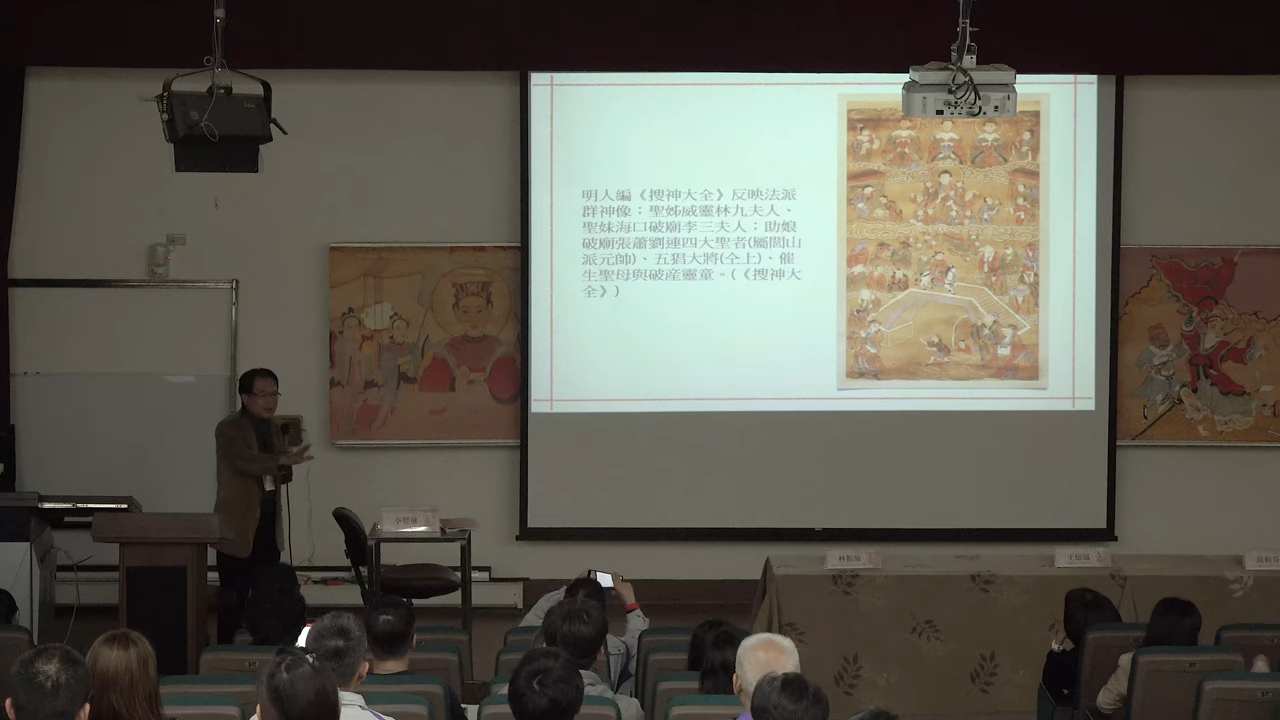 明人編《搜神大全》反映法派
群神像：聖姊威靈林九夫人、
聖妹海口破廟李三夫人；助娘
破廟張蕭劉連四大聖者(屬閭山
派元帥)、五猖大將(仝上)、催
生聖母與破産靈童。(《搜神大
全》)